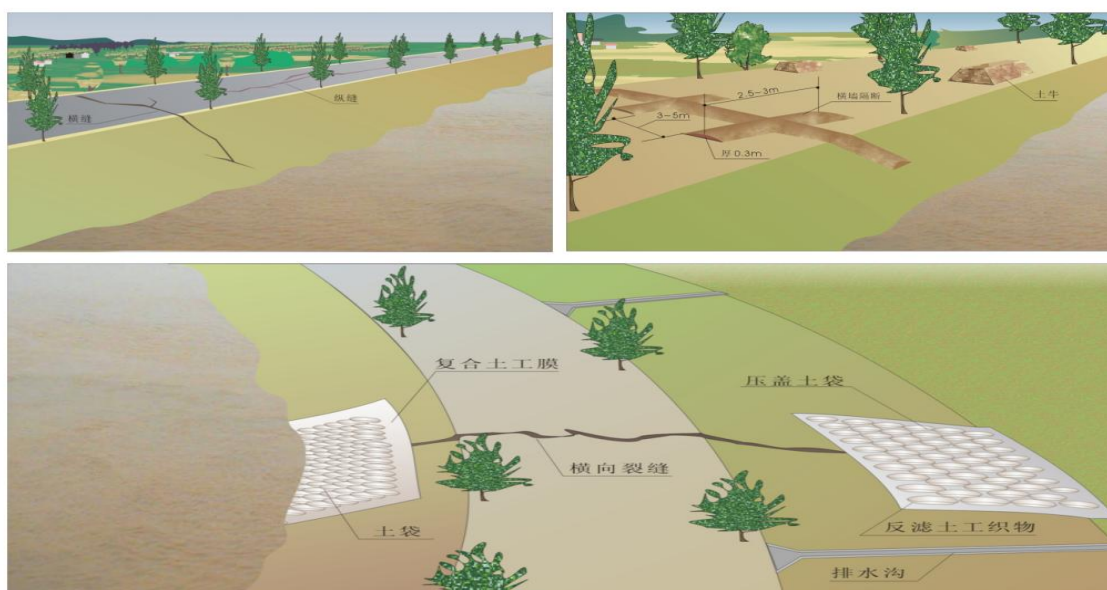 纵缝
横缝
2.5-3m
横墙隔断
土牛
3-5m
厚0.3m
复合土工膜
压盖土袋
横向裂缝
土袋
反滤土工织物
排水沟